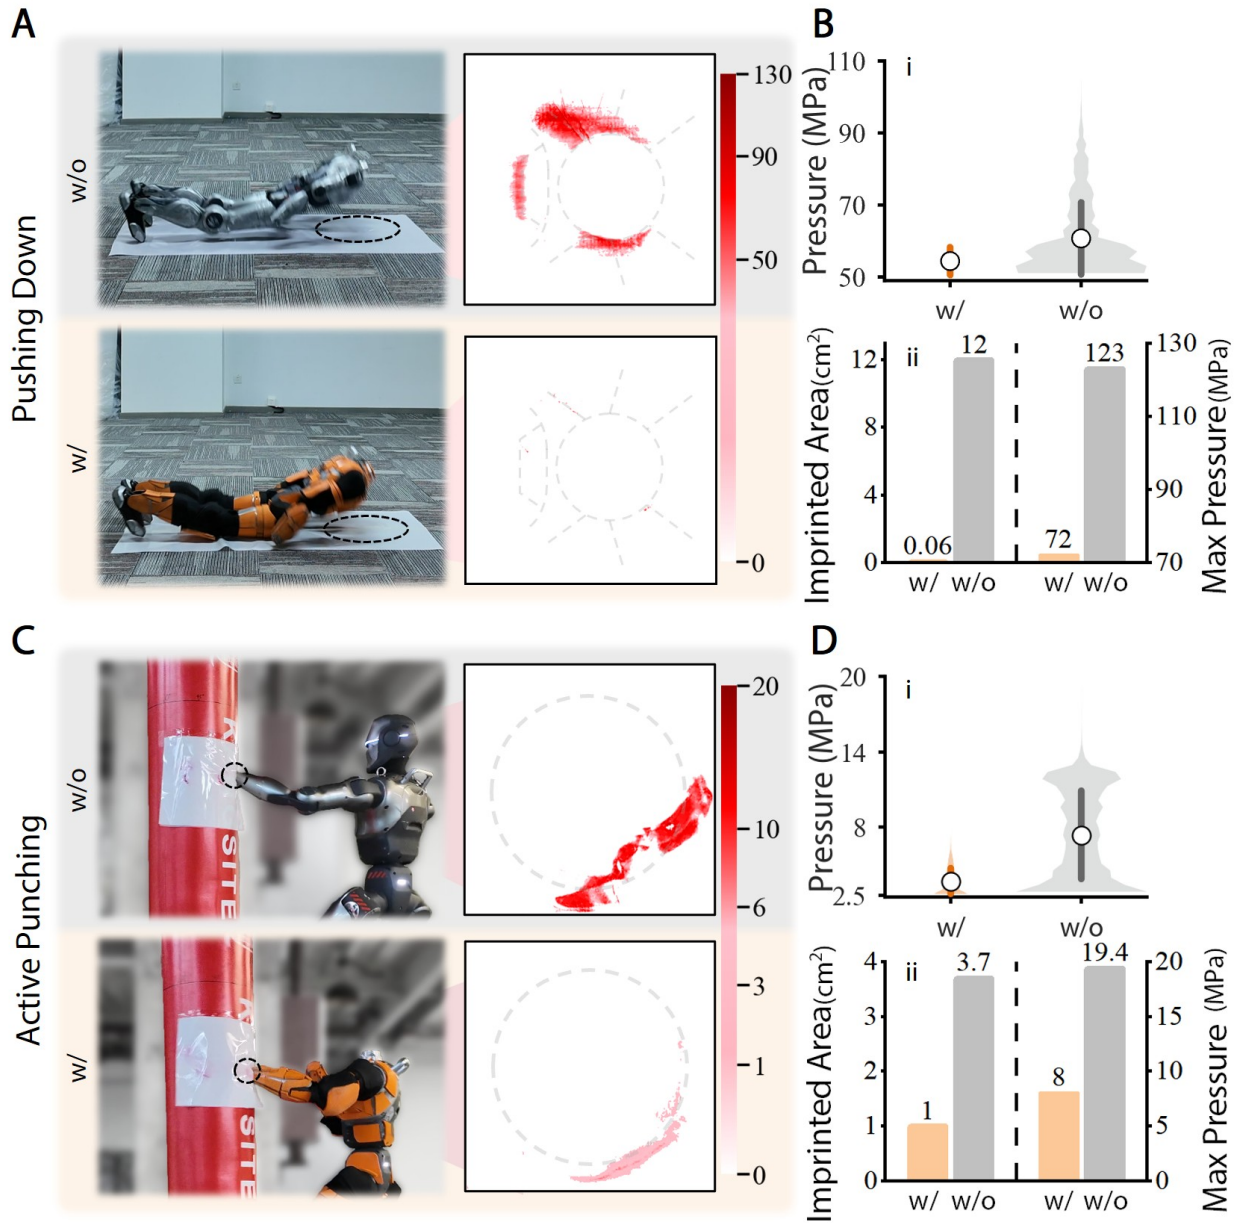 A
Pushing Down
w/o
w/
130
90
50
0
B
i
Pressure (MPa)
110
90
70
50
w/
w/o
ii
Imprinted Area(cm²)
12
8
4
0
0.06
12
72
123
w/ w/o
w/ w/o
130
110
90
70
Max Pressure(MPa)
C
Active Punching
w/o
w/
K
SITE
K
SITE
20
10
6
3
1
0
D
i
Pressure (MPa)
20
14
8
2.5
w/
w/o
ii
Imprinted Area(cm²)
4
3
2
1
0
1
3.7
8
19.4
w/ w/o
w/ w/o
20
15
10
5
0
Max Pressure (MPa)